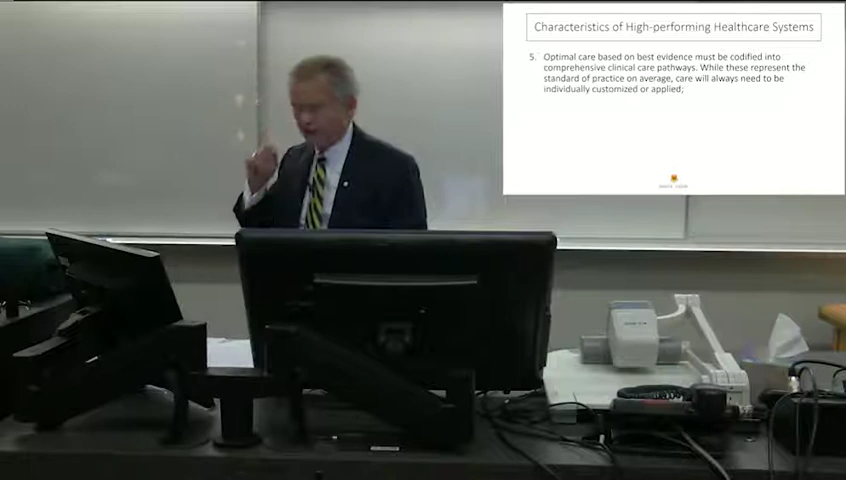 Characteristics of High-performing Healthcare Systems
5. Optimal care based on best evidence must be codified into
comprehensive clinical care pathways. While these represent the
standard of practice on average, care will always need to be
individually customized or applied;